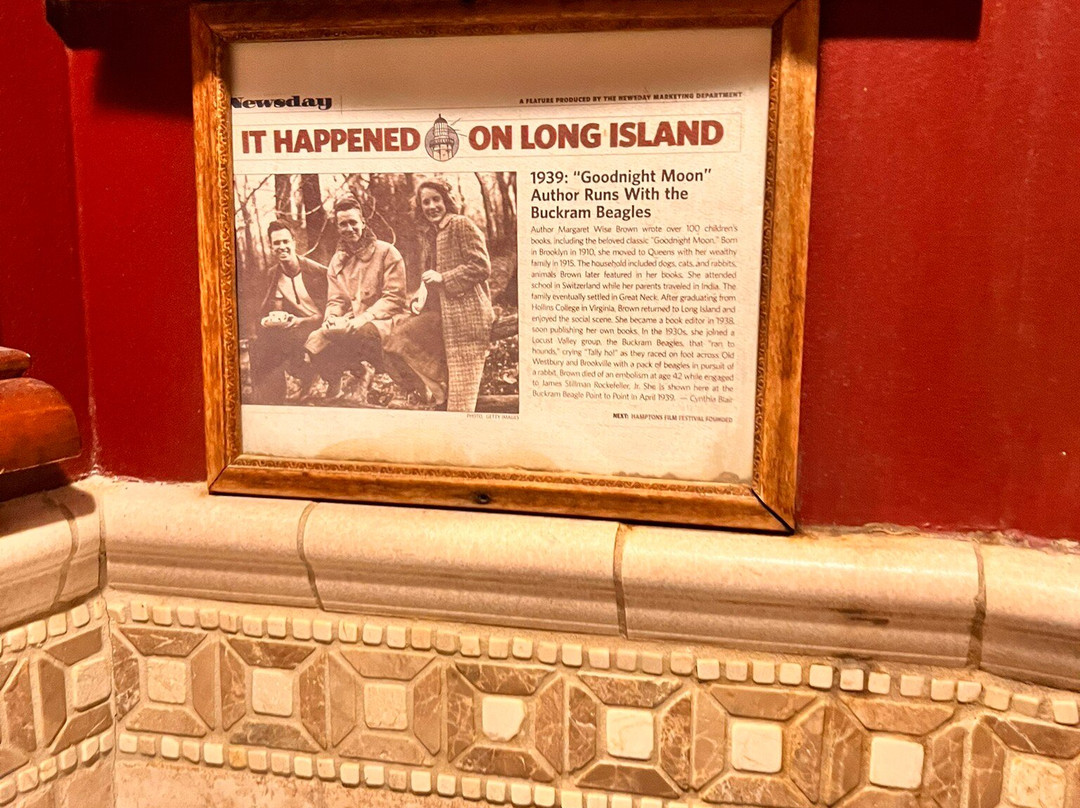 Newsday
A FEATURE PRODUCED BY THE NEWSDAY MARKETING DEPARTMENT
IT HAPPENED ON LONG ISLAND
1939: “Goodnight Moon”
Author Runs With the
Buckram Beagles
Author Margaret Wise Brown wrote over 100 children's
books, including the beloved classic "Goodnight Moon." Born
in Brooklyn in 1910, she moved to Queens with her wealthy
family in 1915. The household included dogs, cats, and rabbits,
animals Brown later featured in her books. She attended
school in Switzerland while her parents traveled in India. The
family eventually settled in Great Neck. After graduating from
Hollins College in Virginia, Brown returned to Long Island and
enjoyed the social scene. She became a book editor in 1938,
soon publishing her own books. In the 1930s, she joined a
Locust Valley group, the Buckram Beagles, that "ran to
hounds," crying "Tally ho!" as they raced on foot across Old
Westbury and Brookville with a pack of beagles in pursuit of
a rabbit. Brown died of an embolism at age 42 while engaged
to James Stillman Rockefeller, Jr. She is shown here at the
Buckram Beagle Point to Point in April 1939. — Cynthia Blair
PHOTO: GETTY IMAGES
NEXT: HAMPTONS FILM FESTIVAL FOUNDED